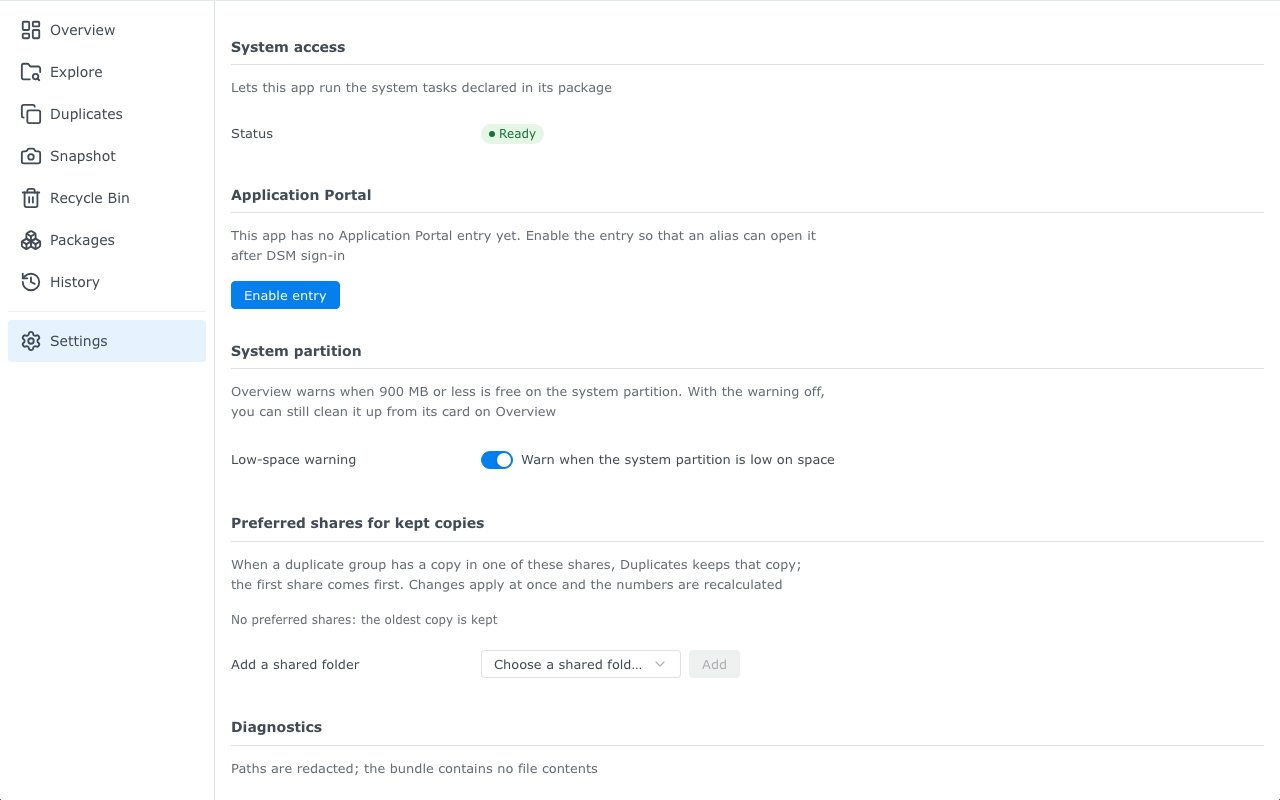 Overview
Explore
Duplicates
Snapshot
Recycle Bin
Packages
History
Settings
System access
Lets this app run the system tasks declared in its package
Status
Ready
Application Portal
This app has no Application Portal entry yet. Enable the entry so that an alias can open it
after DSM sign-in
Enable entry
System partition
Overview warns when 900 MB or less is free on the system partition. With the warning off,
you can still clean it up from its card on Overview
Low-space warning
Warn when the system partition is low on space
Preferred shares for kept copies
When a duplicate group has a copy in one of these shares, Duplicates keeps that copy;
the first share comes first. Changes apply at once and the numbers are recalculated
No preferred shares: the oldest copy is kept
Add a shared folder
Choose a shared fold...
Add
Diagnostics
Paths are redacted; the bundle contains no file contents